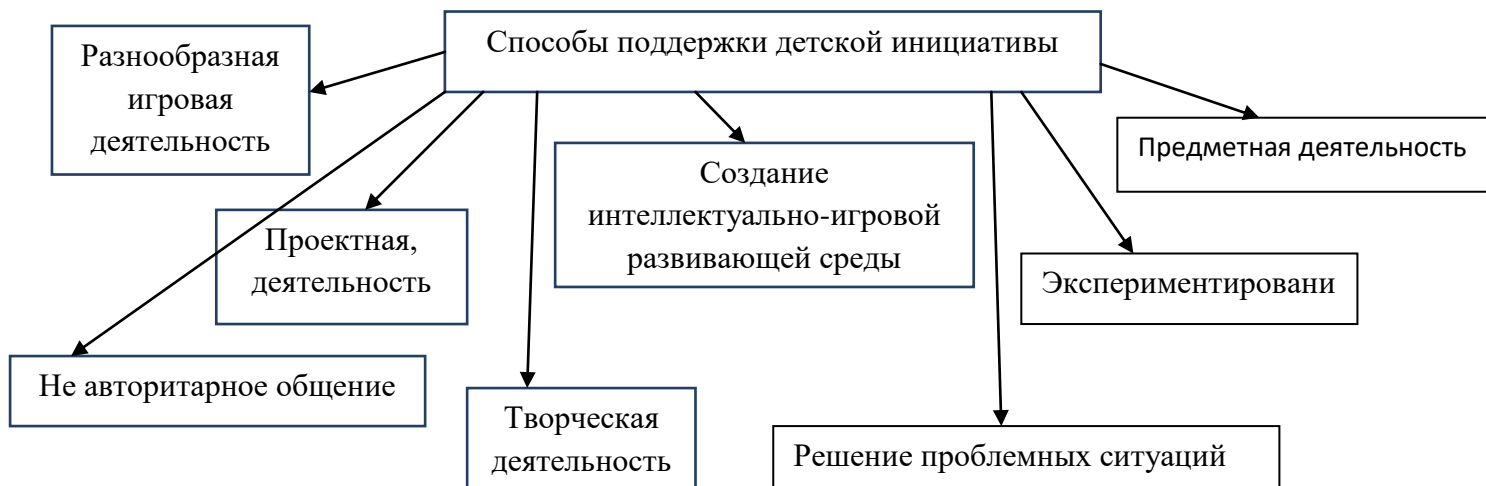 Способы поддержки детской инициативы
Разнообразная
игровая
деятельность
Предметная деятельность
Создание
интеллектуально-игровой
развивающей среды
Проектная,
деятельность
Экспериментировани
Не авторитарное общение
Творческая
деятельность
Решение проблемных ситуаций